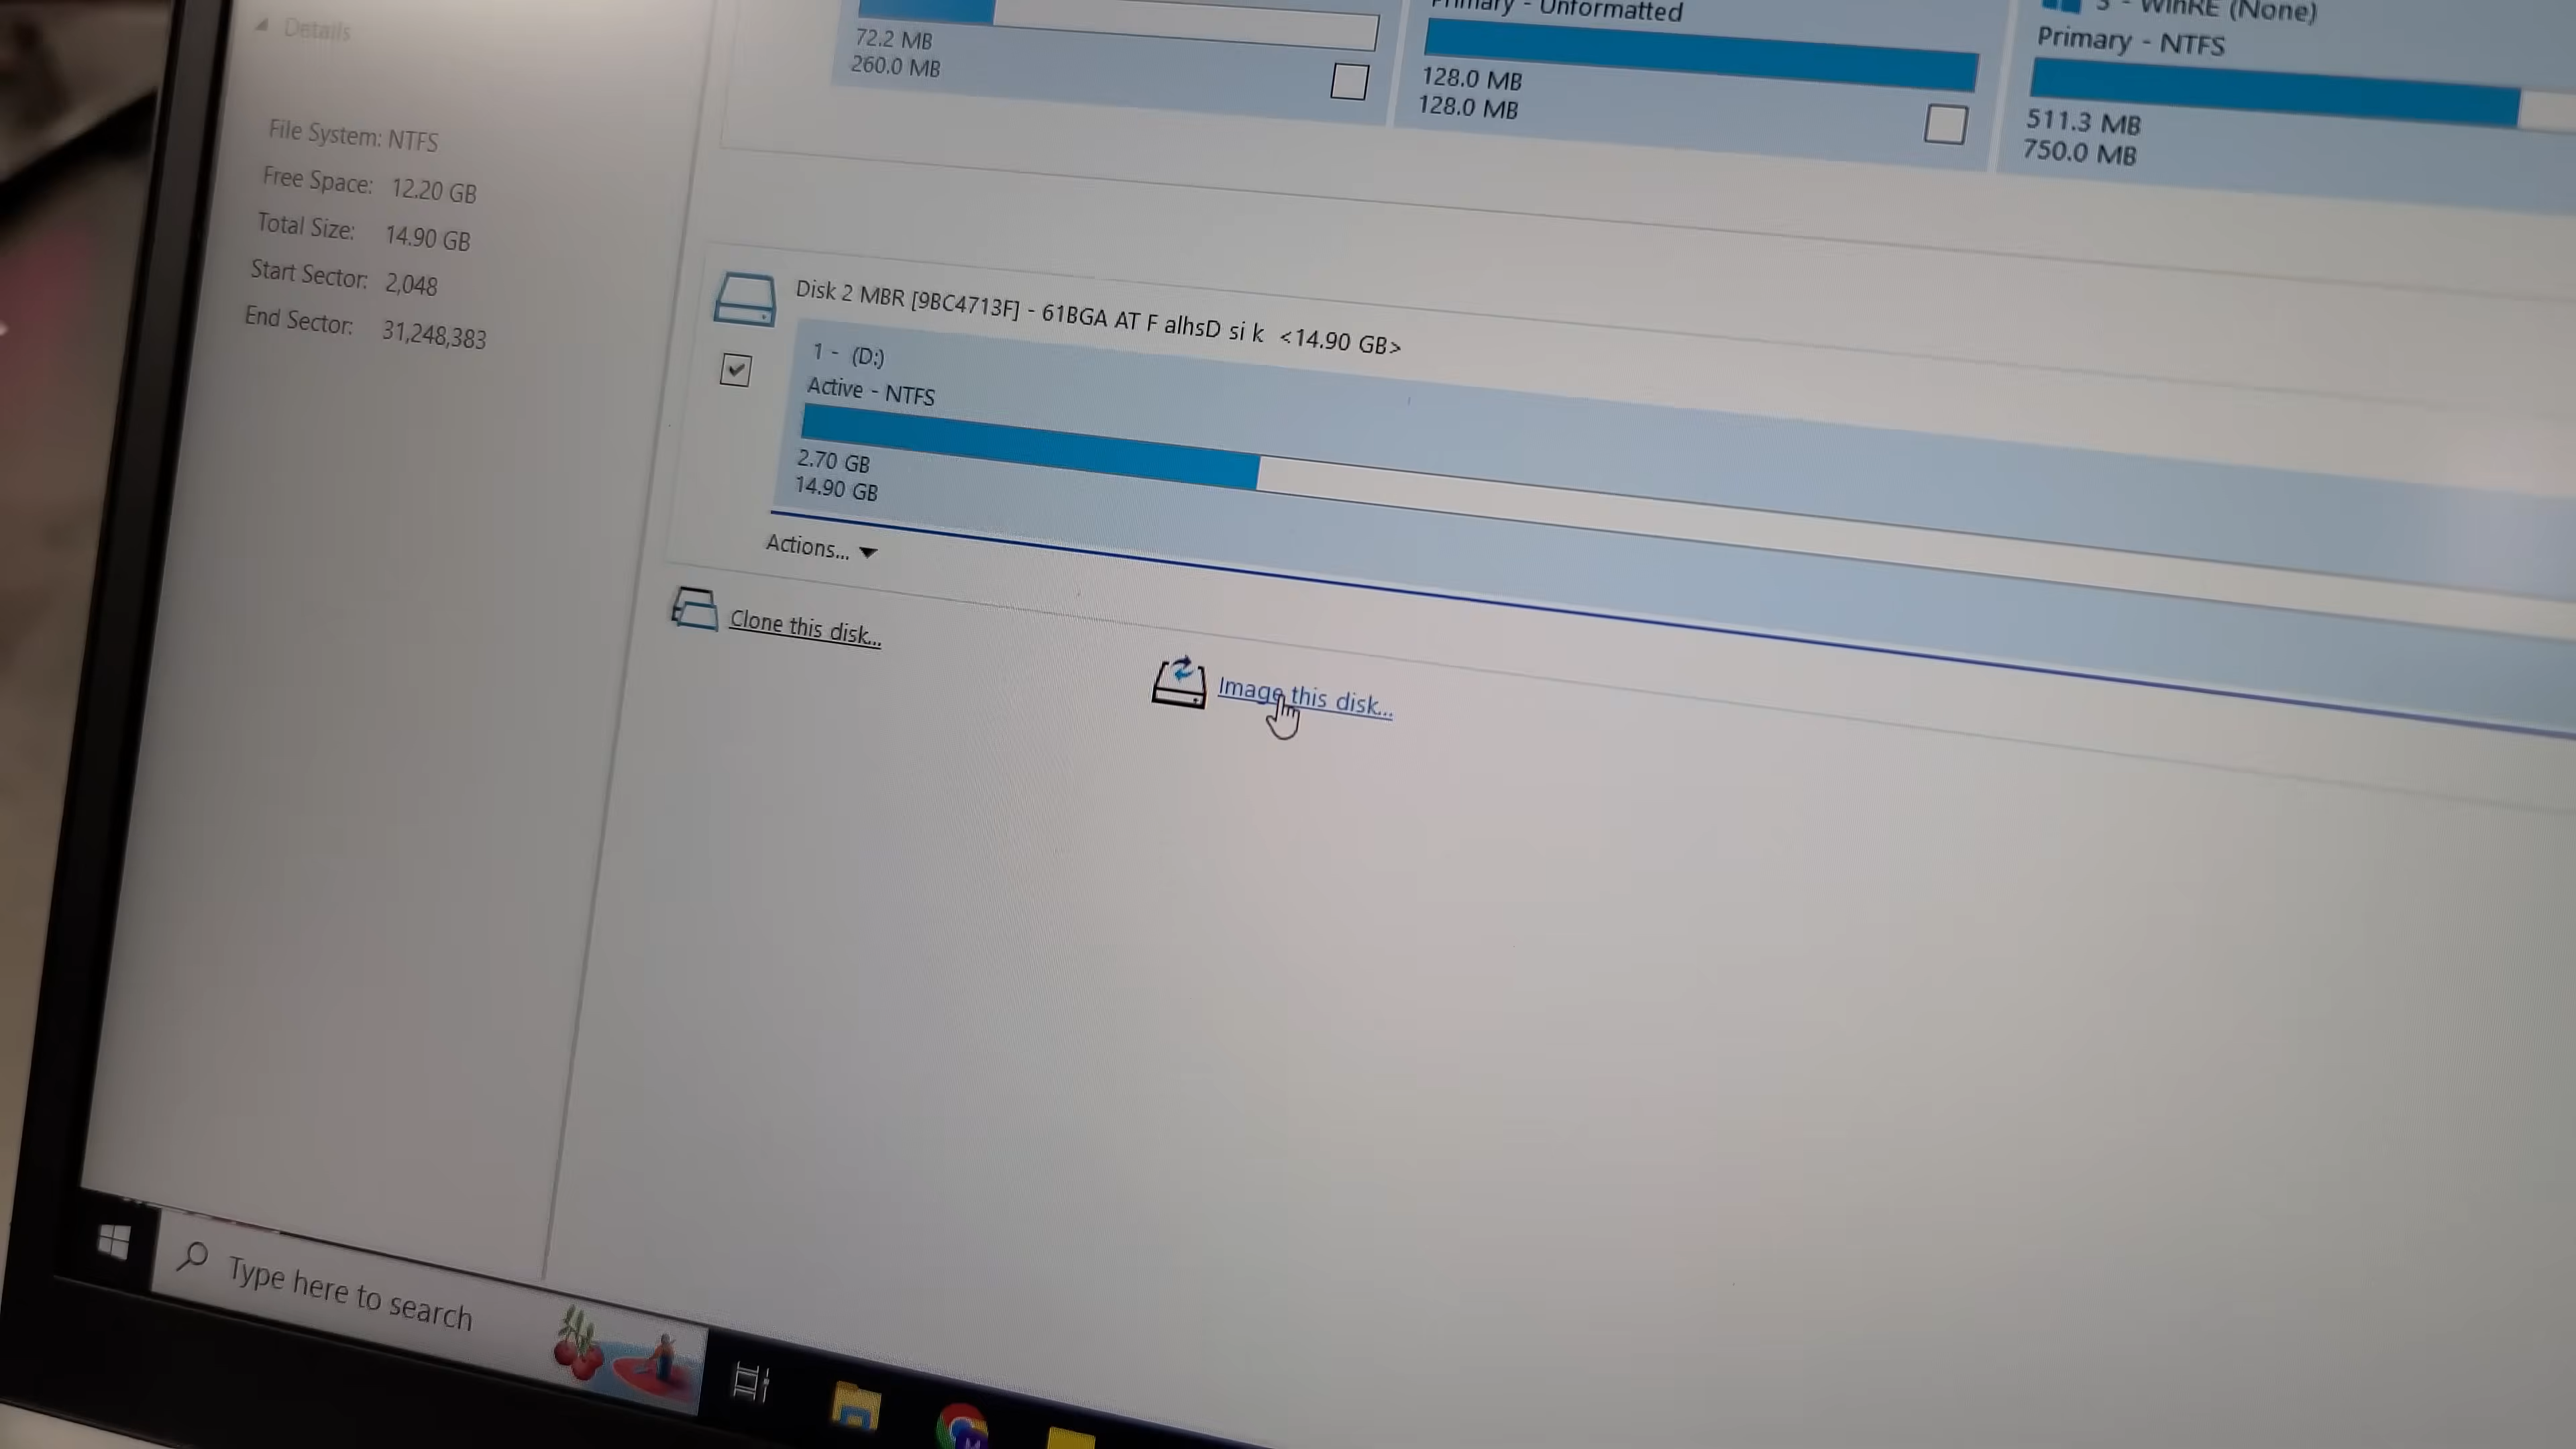 Details
File System: NTFS
Free Space: 12.20 GB
Total Size: 14.90 GB
Start Sector: 2,048
End Sector: 31,248,383
72.2 MB
260.0 MB
Primary - Unformatted
128.0 MB
128.0 MB
3 - WinRE (None)
Primary - NTFS
511.3 MB
750.0 MB
Disk 2 MBR [9BC4713F] - 61BGA AT F alhsD si k <14.90 GB>
1 - (D:)
Active - NTFS
2.70 GB
14.90 GB
Actions...
Clone this disk...
Image this disk...
Type here to search